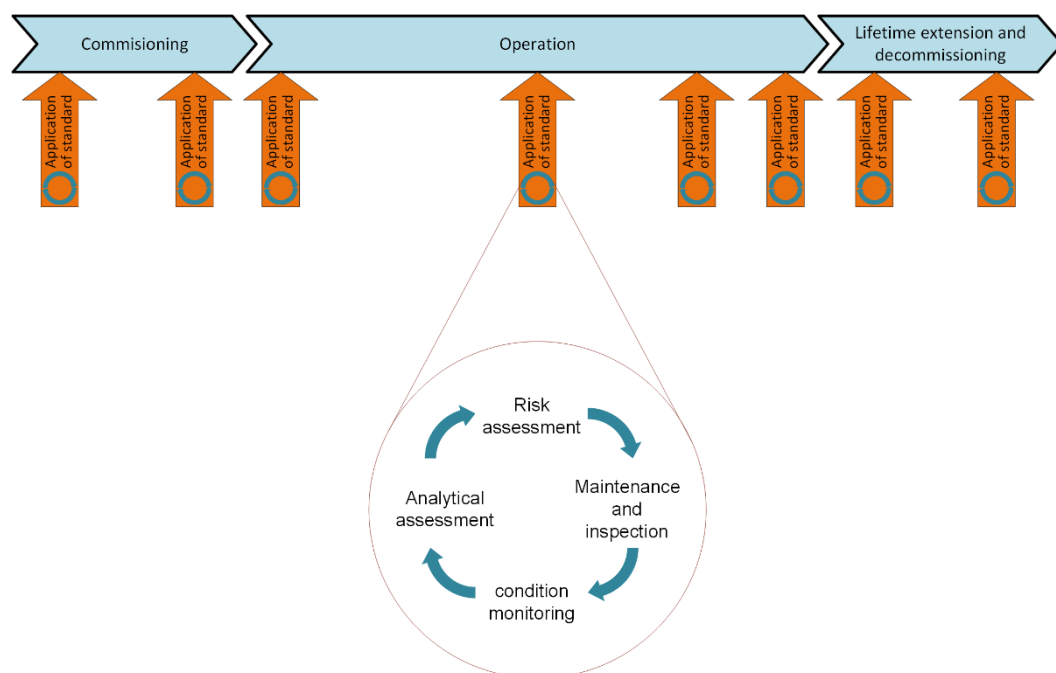 Commisioning
Operation
Lifetime extension and
decommissioning
Application
of standard
Application
of standard
Application
of standard
Application
of standard
Application
of standard
Application
of standard
Application
of standard
Application
of standard
Risk
assessment
Maintenance
and
inspection
condition
monitoring
Analytical
assessment